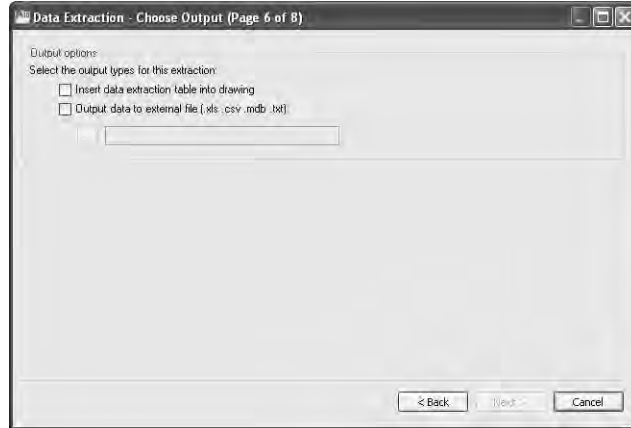 Data Extraction - Choose Output (Page 6 of 8)
Output options
Select the output types for this extraction:
Insert data extraction table into drawing
Output data to external file (.xls .csv .mdb .txt)
< Back
Next >
Cancel